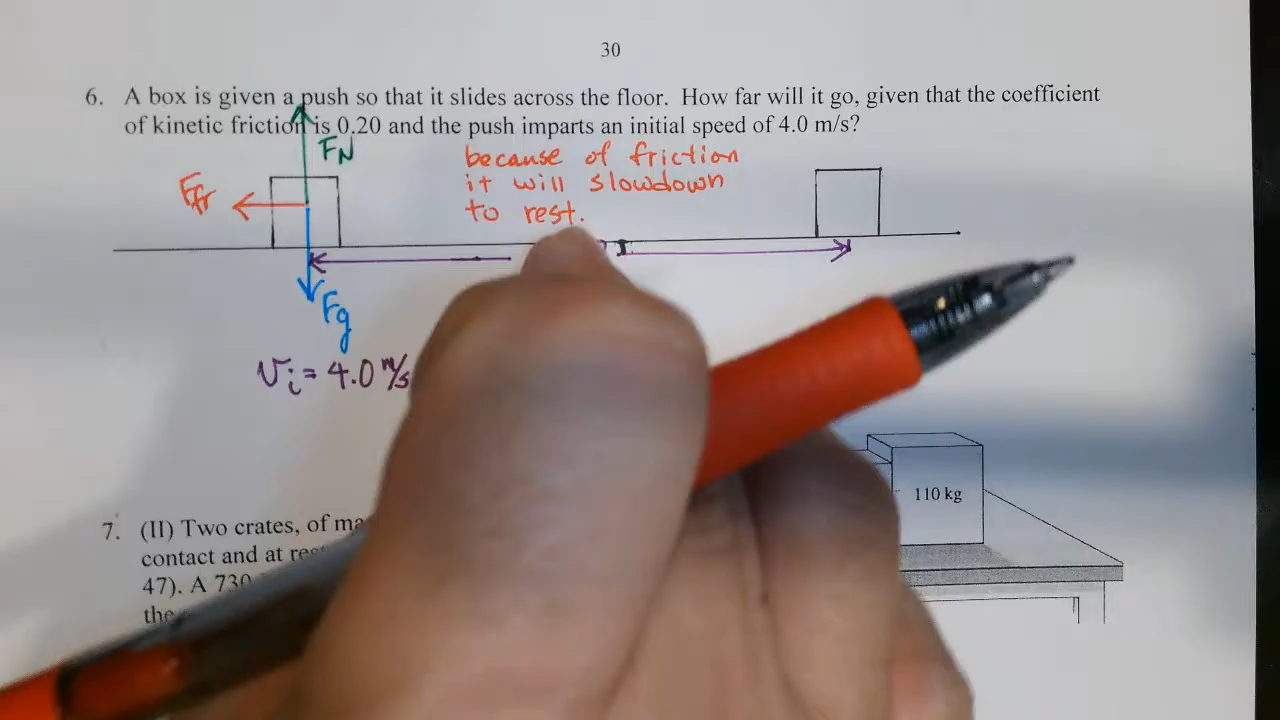 30
6. A box is given a push so that it slides across the floor. How far will it go, given that the coefficient
of kinetic friction is 0.20 and the push imparts an initial speed of 4.0 m/s?
FN
because of friction
it will slowdown
to rest.
Ffr
Fg
vi = 4.0 m/s
110 kg
7. (II) Two crates, of
contact and at
47). A 730
the